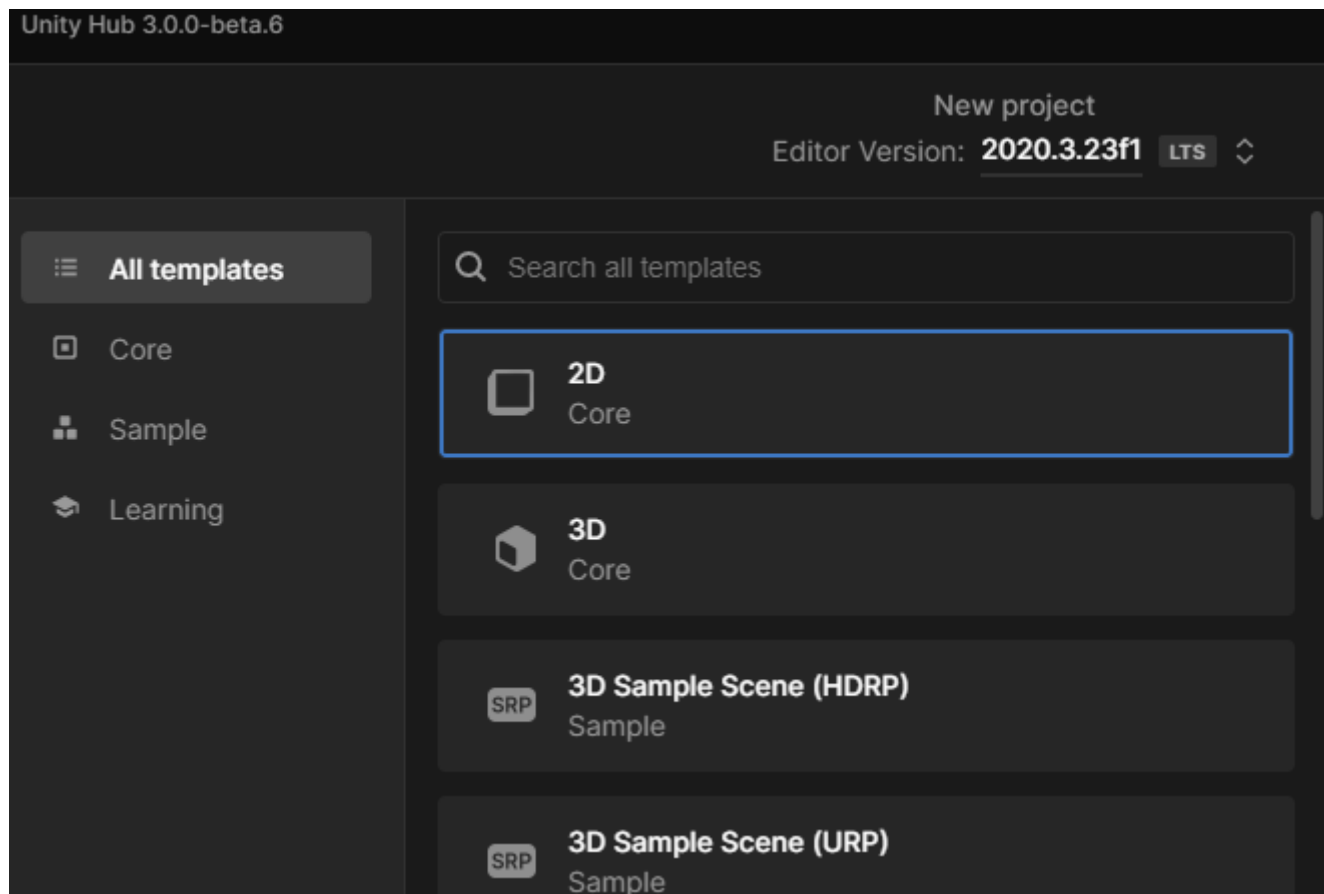 Unity Hub 3.0.0-beta.6
New project
Editor Version: 2020.3.23f1 LTS
All templates
Core
Sample
Learning
Search all templates
2D
Core
3D
Core
SRP
3D Sample Scene (HDRP)
Sample
SRP
3D Sample Scene (URP)
Sample